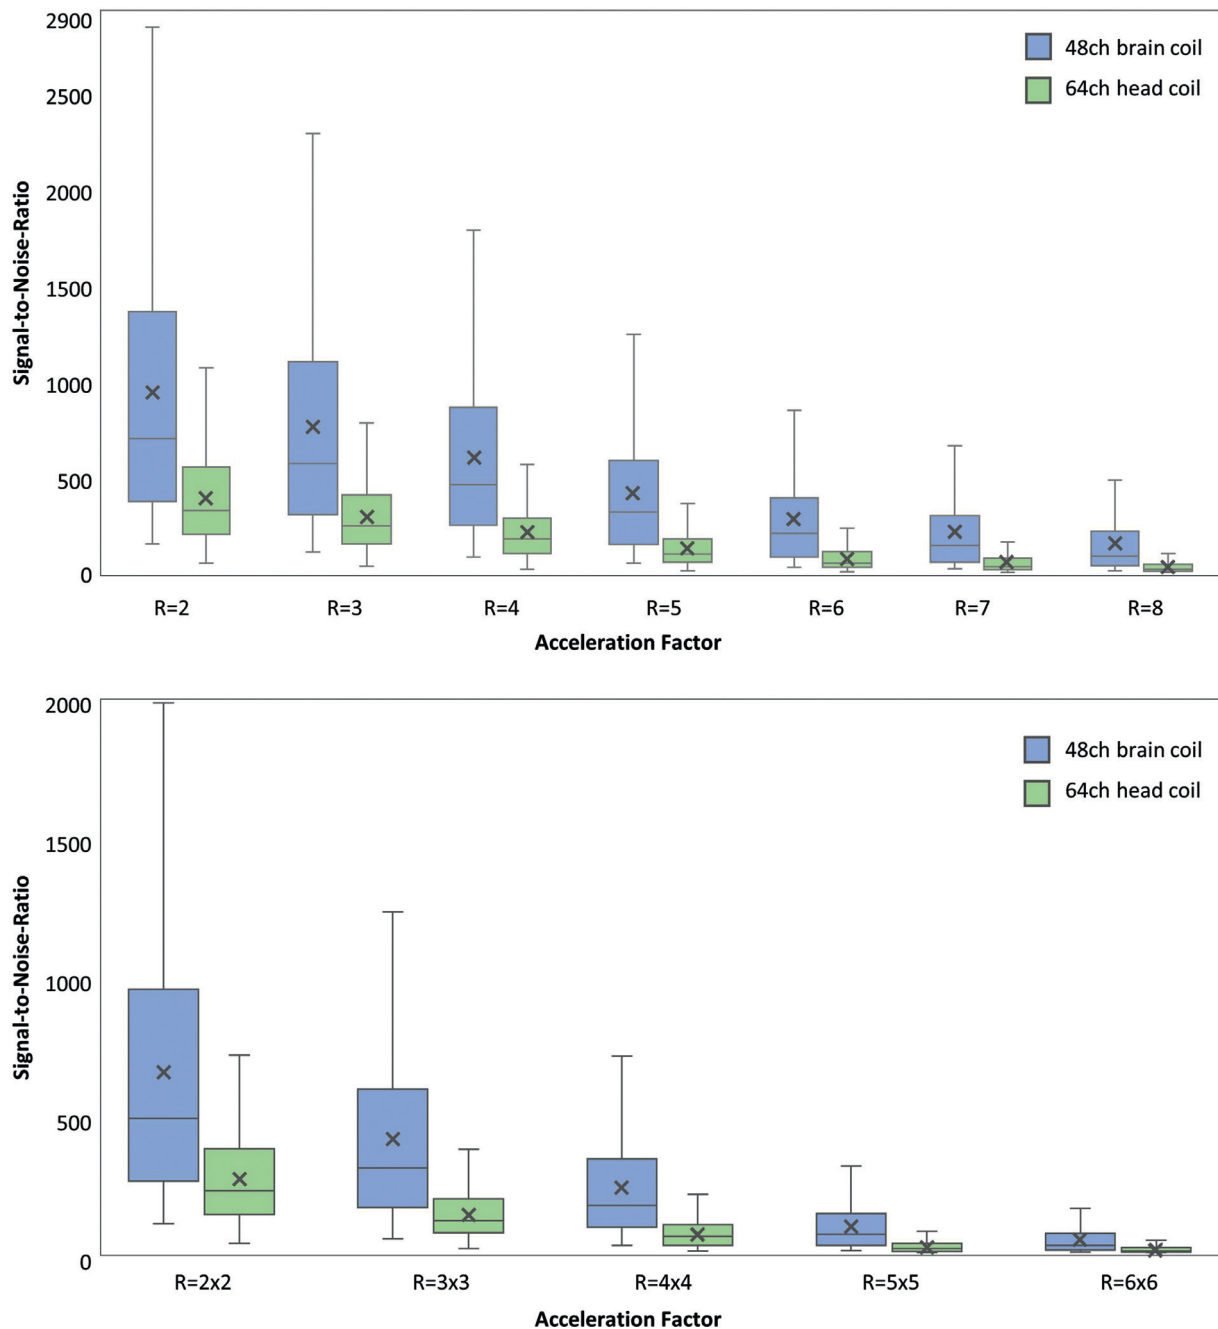 2900
2500
2000
1500
1000
500
0
Signal-to-Noise-Ratio
48ch brain coil
64ch head coil
R=2 R=3 R=4 R=5 R=6 R=7 R=8
Acceleration Factor
2000
1500
1000
500
0
Signal-to-Noise-Ratio
48ch brain coil
64ch head coil
R=2x2 R=3x3 R=4x4 R=5x5 R=6x6
Acceleration Factor